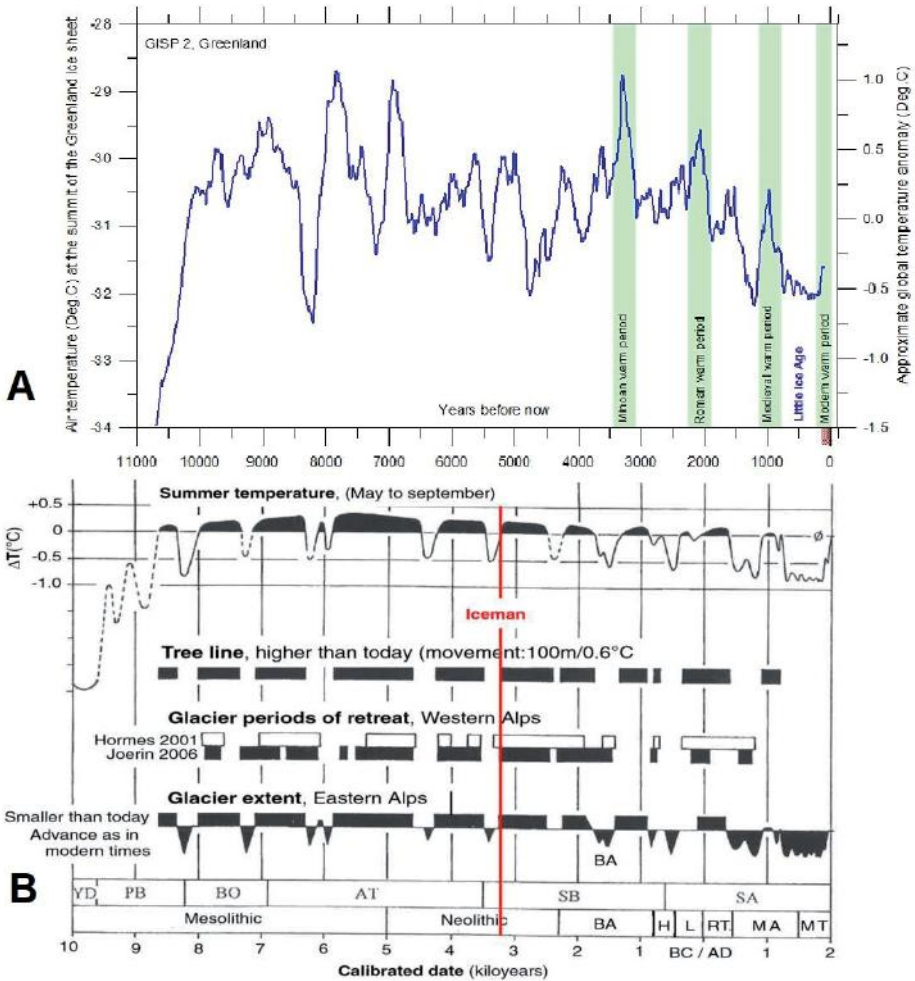 -28
-29
-30
-31
-32
-33
-34
Air temperature (Deg.C) at the summit of the Greenland Ice sheet
GISP 2, Greenland
1.0
0.5
0.0
-0.5
-1.0
-1.5
Approximate global temperature anomaly (Deg.C)
Minoan warm period
Roman warm period
Medieval warm period
Little Ice Age
Modern warm period
A
Years before now
11000 10000 9000 8000 7000 6000 5000 4000 3000 2000 1000 0
Summer temperature, (May to september)
+0.5
0
-0.5
-1.0
ΔT(°C)
ø
Iceman
Tree line, higher than today (movement:100m/0.6°C
Glacier periods of retreat, Western Alps
Hormes 2001
Joerin 2006
Glacier extent, Eastern Alps
Smaller than today
Advance as in
modern times
BA
B
YD PB BO AT SB SA
Mesolithic Neolithic BA H L RT. MA MT
10 9 8 7 6 5 4 3 2 1 BC / AD 1 2
Calibrated date (kiloyears)